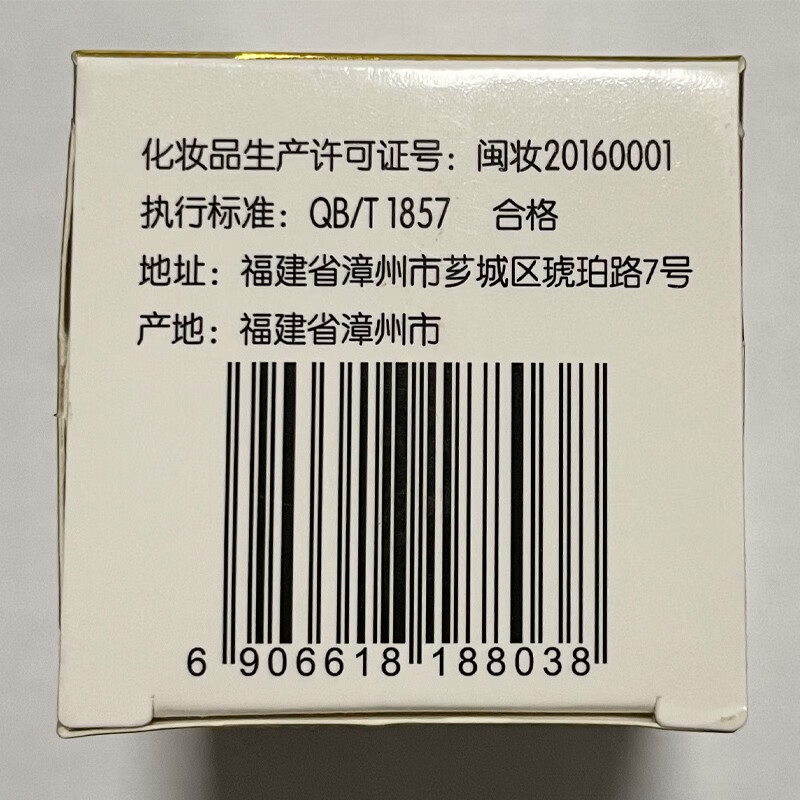 化妆品生产许可证号：闽妆20160001
执行标准：QB/T 1857 合格
地址：福建省漳州市芗城区琥珀路7号
产地：福建省漳州市
6 906618 188038